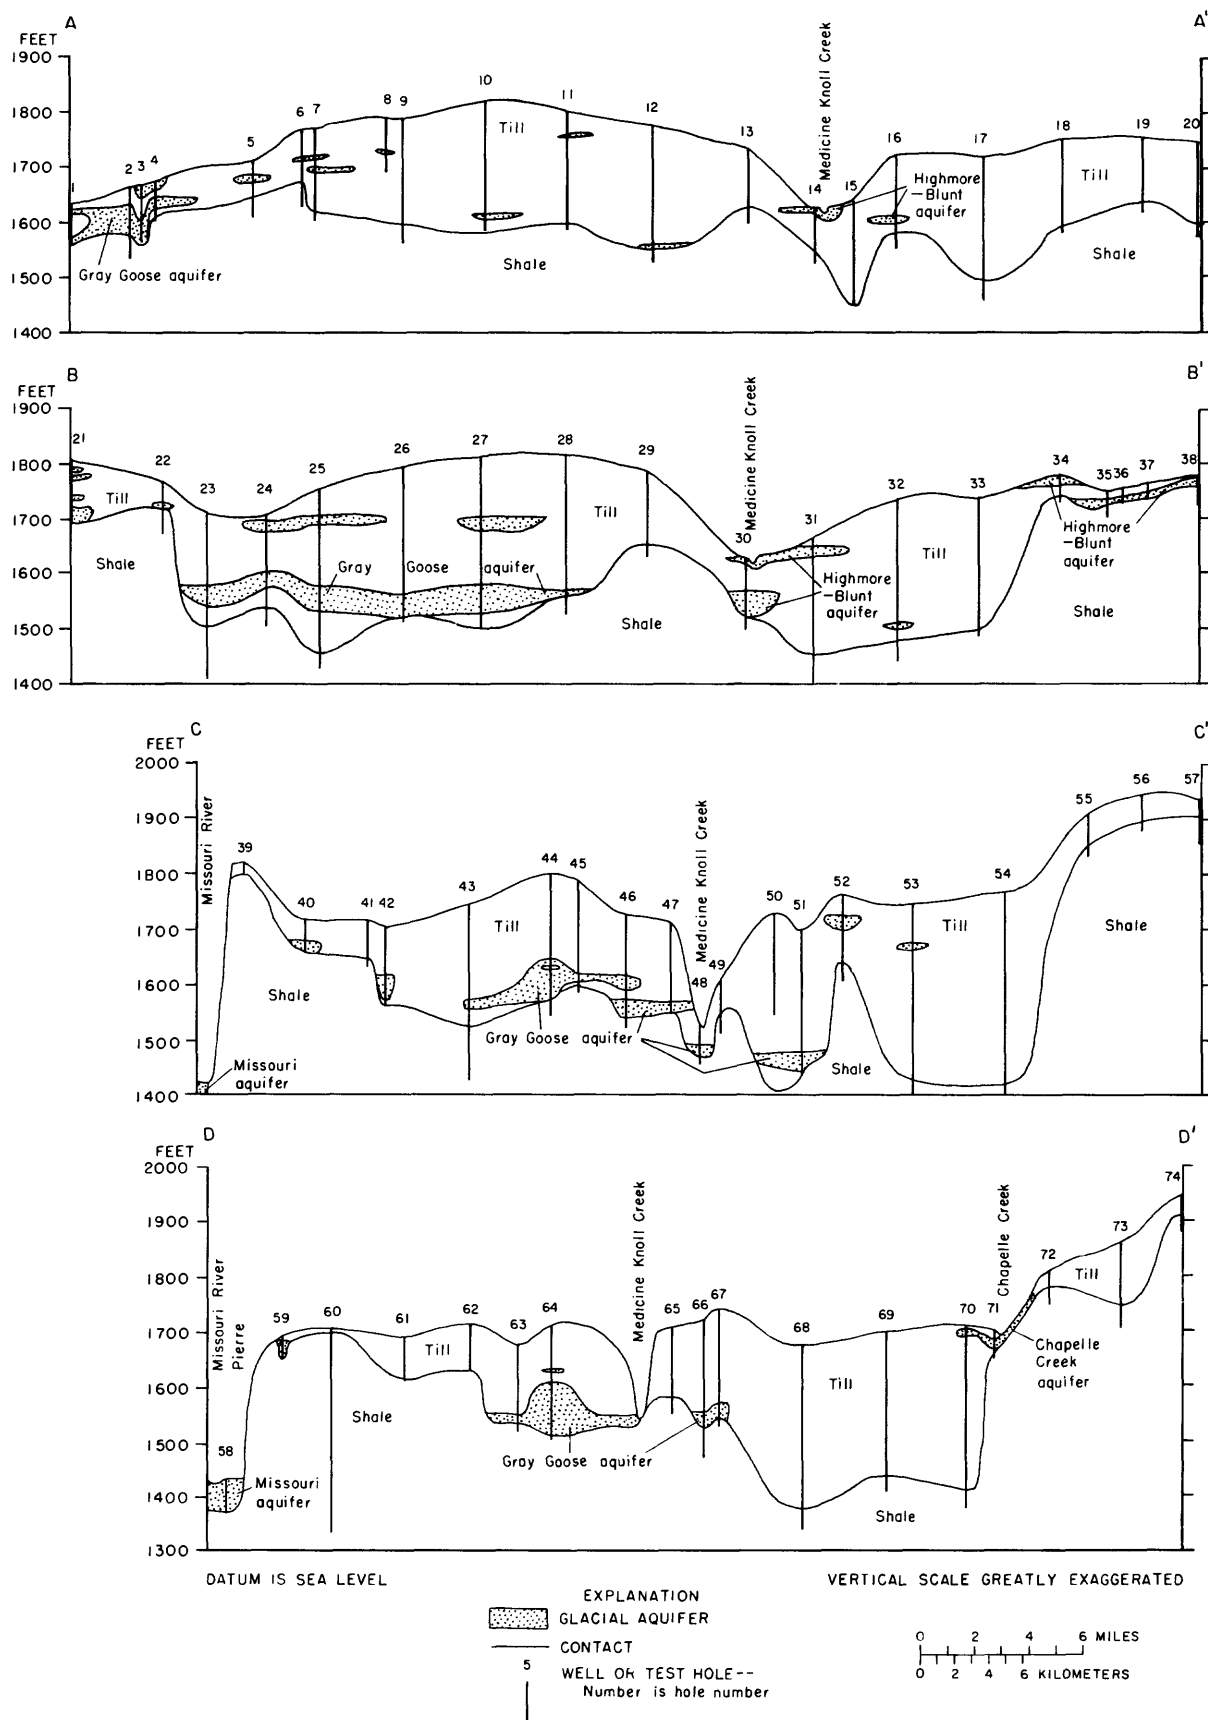 A
A'
FEET
1900
1800
1700
1600
1500
1400
1
2
3
4
5
6
7
8
9
10
11
12
13
14
15
16
17
18
19
20
Medicine Knoll Creek
Till
Till
Highmore
—Blunt
aquifer
Gray Goose aquifer
Shale
Shale
B
B'
FEET
1900
1800
1700
1600
1500
1400
21
22
23
24
25
26
27
28
29
30
31
32
33
34
35
36
37
38
Medicine Knoll Creek
Till
Till
Till
Shale
Gray Goose aquifer
Highmore
—Blunt
aquifer
Highmore
—Blunt
aquifer
Shale
Shale
C
C'
FEET
2000
1900
1800
1700
1600
1500
1400
Missouri River
39
40
41
42
43
44
45
46
47
48
49
50
51
52
53
54
55
56
57
Medicine Knoll Creek
Till
Till
Shale
Shale
Shale
Gray Goose aquifer
Missouri
aquifer
D
D'
FEET
2000
1900
1800
1700
1600
1500
1400
1300
Missouri River
Pierre
58
59
60
61
62
63
64
65
66
67
68
69
70
71
72
73
74
Medicine Knoll Creek
Chapelle Creek
Till
Till
Till
Chapelle
Creek
aquifer
Shale
Gray Goose aquifer
Missouri
aquifer
Shale
DATUM IS SEA LEVEL
VERTICAL SCALE GREATLY EXAGGERATED
EXPLANATION
GLACIAL AQUIFER
CONTACT
5
WELL OR TEST HOLE--
Number is hole number
0 2 4 6 MILES
0 2 4 6 KILOMETERS